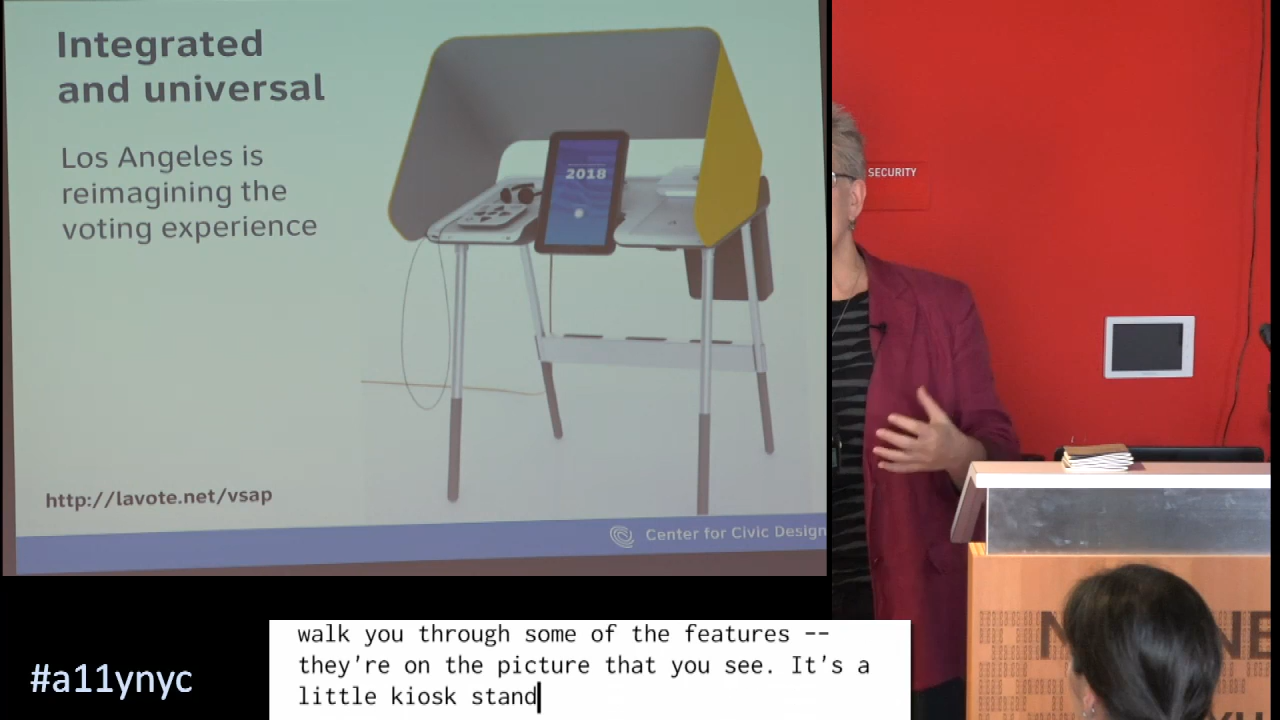 Integrated
and universal
Los Angeles is
reimagining the
voting experience
2018
http://lavote.net/vsap
Center for Civic Design
SECURITY
#a11ynyc
walk you through some of the features --
they're on the picture that you see. It's a
little kiosk stand